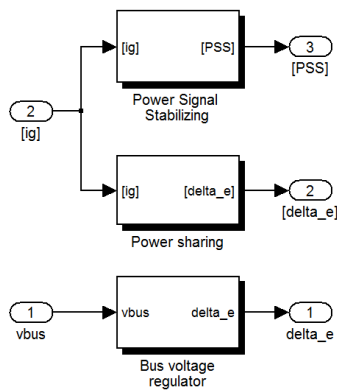 [ig]
[PSS]
3
[PSS]
Power Signal
Stabilizing
2
[ig]
[ig]
[delta_e]
2
[delta_e]
Power sharing
1
vbus
vbus
delta_e
1
delta_e
Bus voltage
regulator